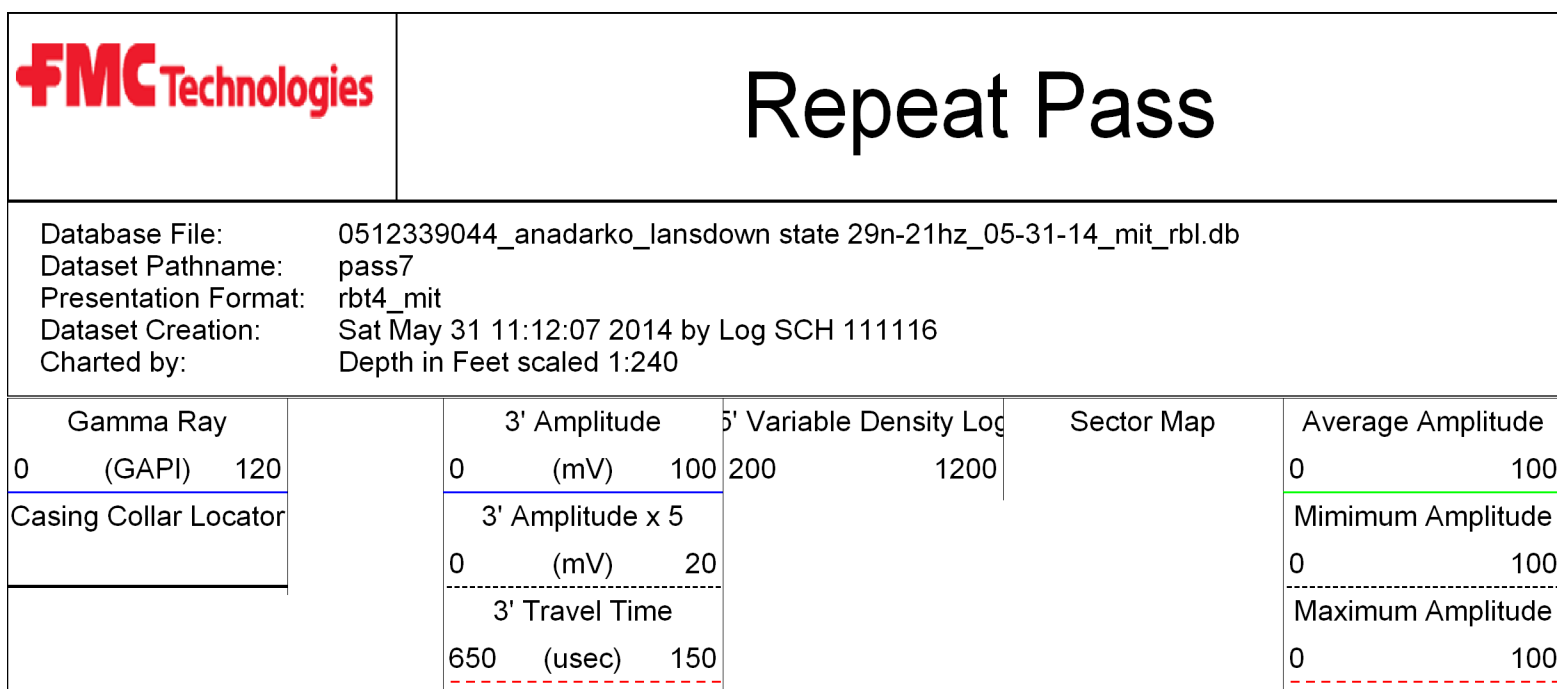 FMC Technologies
Repeat Pass
Database File: 0512339044_anadarko_lansdown state 29n-21hz_05-31-14_mit_rbl.db
Dataset Pathname: pass7
Presentation Format: rbt4_mit
Dataset Creation: Sat May 31 11:12:07 2014 by Log SCH 111116
Charted by: Depth in Feet scaled 1:240
Gamma Ray
0 (GAPI) 120
Casing Collar Locator
3' Amplitude
0 (mV) 100
3' Amplitude x 5
0 (mV) 20
3' Travel Time
650 (usec) 150
5' Variable Density Log
200 1200
Sector Map
Average Amplitude
0 100
Mimimum Amplitude
0 100
Maximum Amplitude
0 100